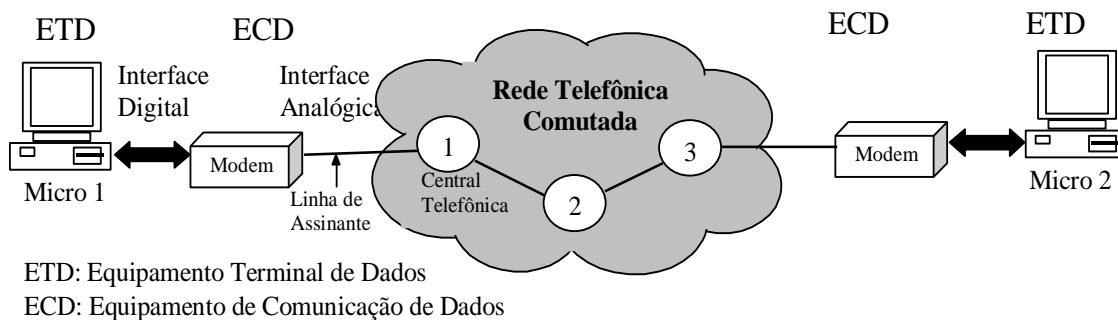 ETD
ECD
ECD
ETD
Interface
Digital
Interface
Analógica
Rede Telefônica
Comutada
1
3
Modem
Modem
Micro 1
Linha de
Assinante
Central
Telefônica
2
Micro 2
ETD: Equipamento Terminal de Dados
ECD: Equipamento de Comunicação de Dados